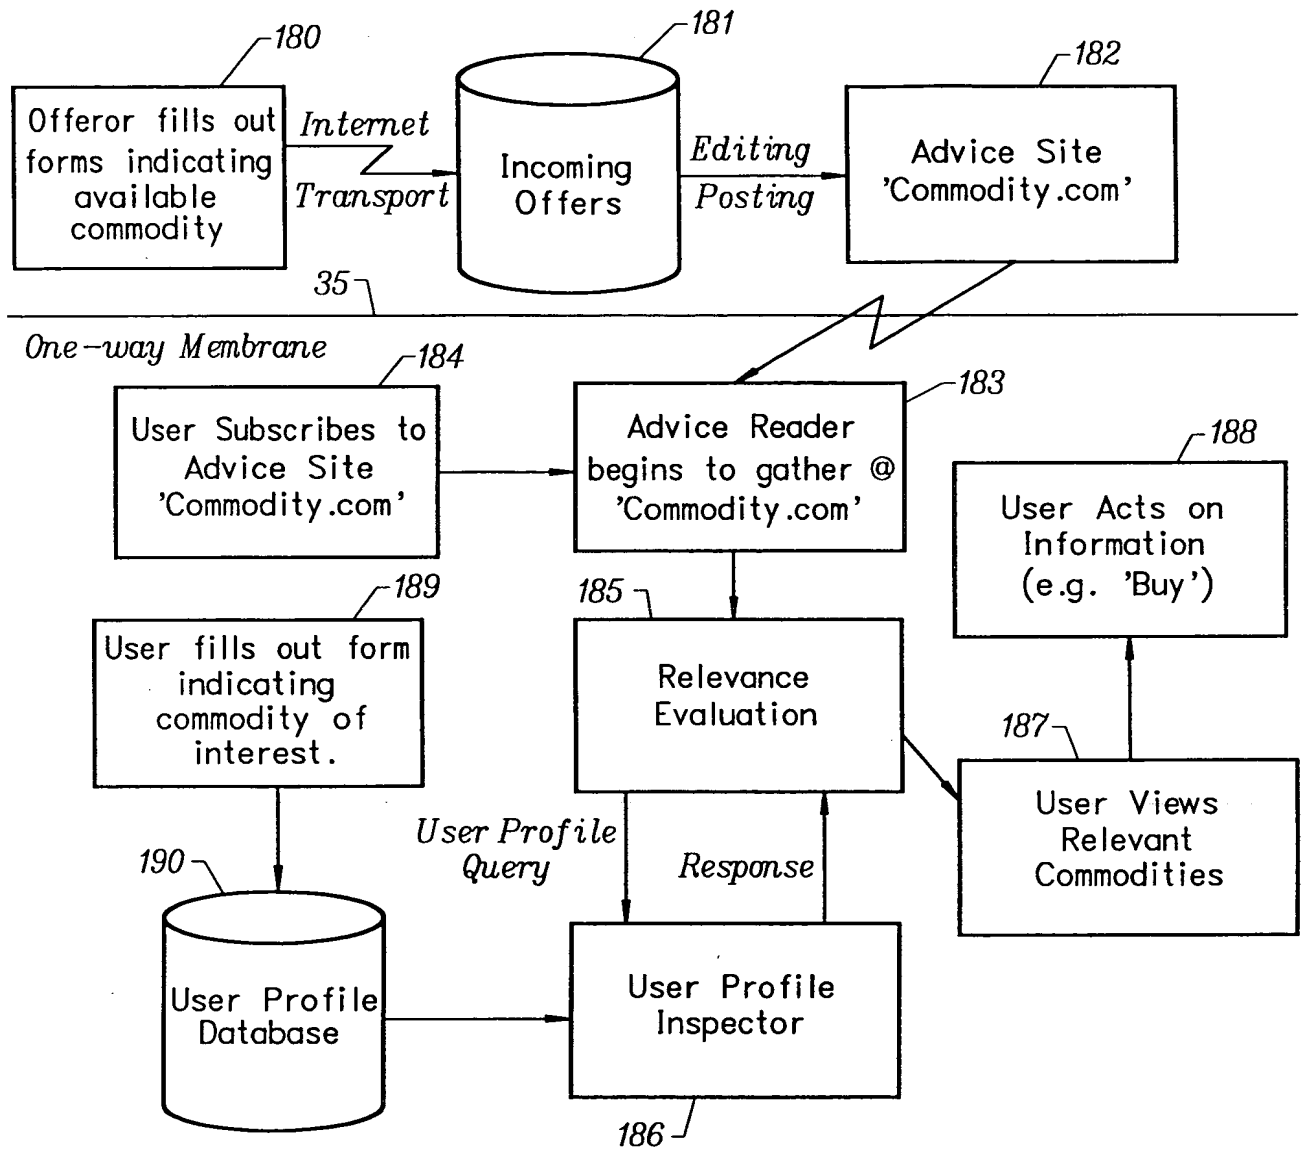 180
Offeror fills out
forms indicating
available
commodity
Internet
Transport
181
Incoming
Offers
Editing
Posting
182
Advice Site
'Commodity.com'
35
One-way Membrane
184
User Subscribes to
Advice Site
'Commodity.com'
183
Advice Reader
begins to gather @
'Commodity.com'
188
User Acts on
Information
(e.g. 'Buy')
189
User fills out form
indicating
commodity of
interest.
185
Relevance
Evaluation
187
User Views
Relevant
Commodities
User Profile
Query
Response
190
User Profile
Database
User Profile
Inspector
186